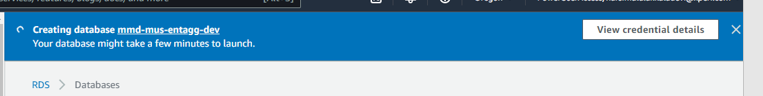 Creating database mmd-mus-entagg-dev
View credential details
Your database might take a few minutes to launch.
RDS > Databases